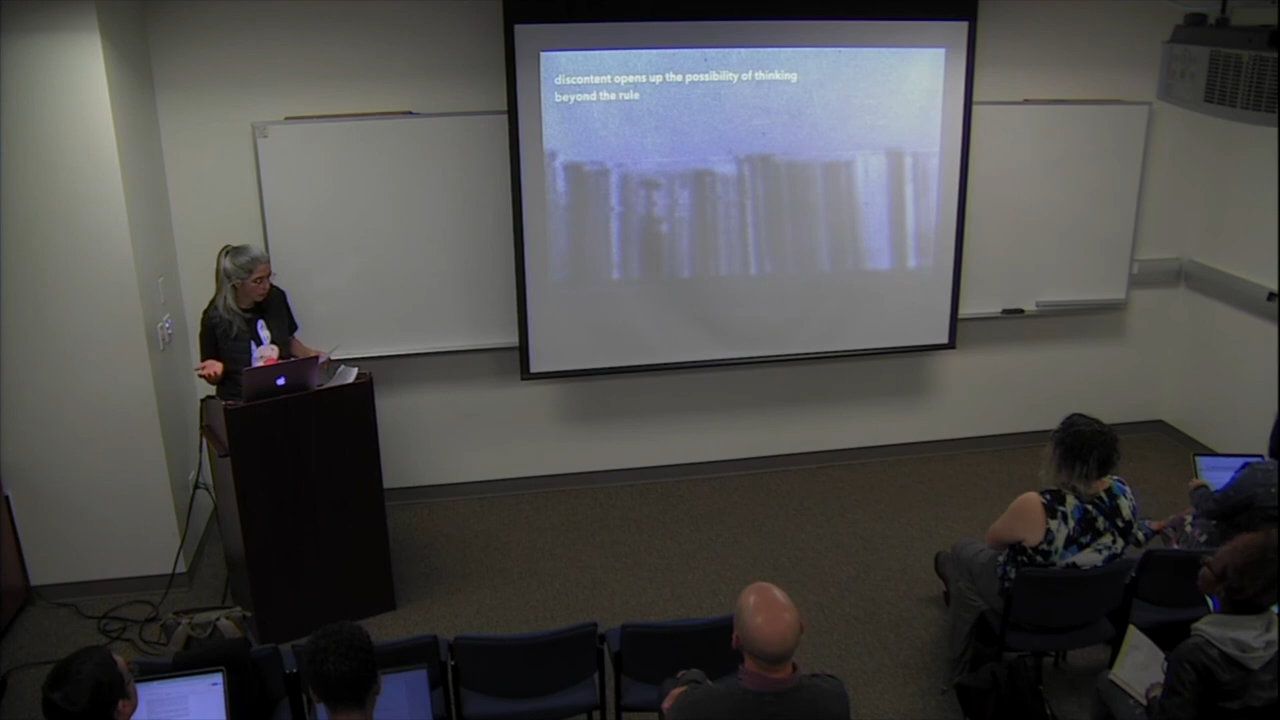 discontent opens up the possibility of thinking
beyond the rule